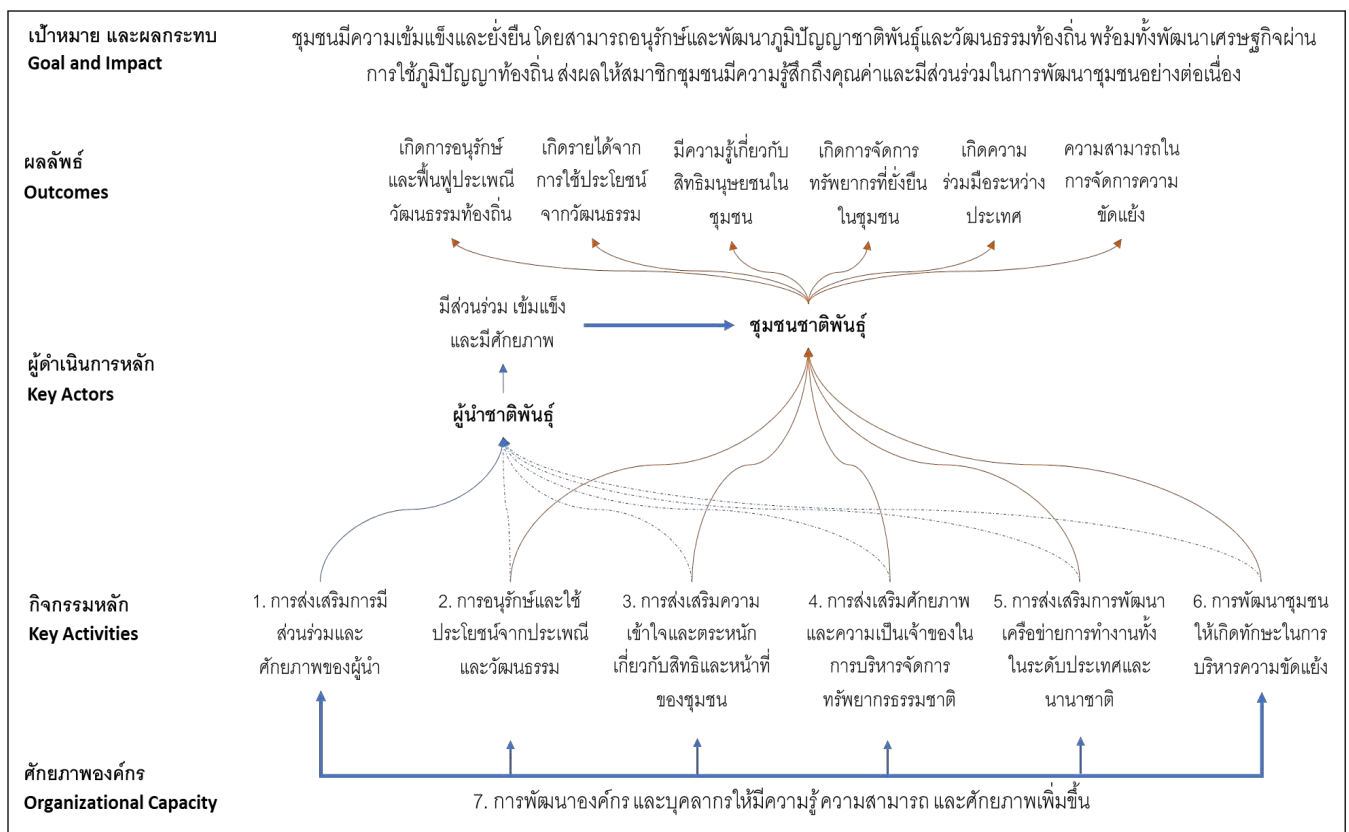 เป้าหมาย และผลกระทบ
Goal and Impact
ชุมชนมีความเข้มแข็งและยั่งยืน โดยสามารถอนุรักษ์และพัฒนาภูมิปัญญาชาติพันธุ์และวัฒนธรรมท้องถิ่น พร้อมทั้งพัฒนาเศรษฐกิจผ่าน
การใช้ภูมิปัญญาท้องถิ่น ส่งผลให้สมาชิกชุมชนมีความรู้สึกถึงคุณค่าและมีส่วนร่วมในการพัฒนาชุมชนอย่างต่อเนื่อง
ผลลัพธ์
Outcomes
เกิดการอนุรักษ์
และฟื้นฟูประเพณี
วัฒนธรรมท้องถิ่น
เกิดรายได้จาก
การใช้ประโยชน์
จากวัฒนธรรม
มีความรู้เกี่ยวกับ
สิทธิมนุษยชนใน
ชุมชน
เกิดการจัดการ
ทรัพยากรที่ยั่งยืน
ในชุมชน
เกิดความ
ร่วมมือระหว่าง
ประเทศ
ความสามารถใน
การจัดการความ
ขัดแย้ง
มีส่วนร่วม เข้มแข็ง
และมีศักยภาพ
ชุมชนชาติพันธุ์
ผู้ดำเนินการหลัก
Key Actors
ผู้นำชาติพันธุ์
กิจกรรมหลัก
Key Activities
1. การส่งเสริมการมี
ส่วนร่วมและ
ศักยภาพของผู้นำ
2. การอนุรักษ์และใช้
ประโยชน์จากประเพณี
และวัฒนธรรม
3. การส่งเสริมความ
เข้าใจและตระหนัก
เกี่ยวกับสิทธิและหน้าที่
ของชุมชน
4. การส่งเสริมศักยภาพ
และความเป็นเจ้าของใน
การบริหารจัดการ
ทรัพยากรธรรมชาติ
5. การส่งเสริมการพัฒนา
เครือข่ายการทำงานทั้ง
ในระดับประเทศและ
นานาชาติ
6. การพัฒนาชุมชน
ให้เกิดทักษะในการ
บริหารความขัดแย้ง
ศักยภาพองค์กร
Organizational Capacity
7. การพัฒนาองค์กร และบุคลากรให้มีความรู้ ความสามารถ และศักยภาพเพิ่มขึ้น